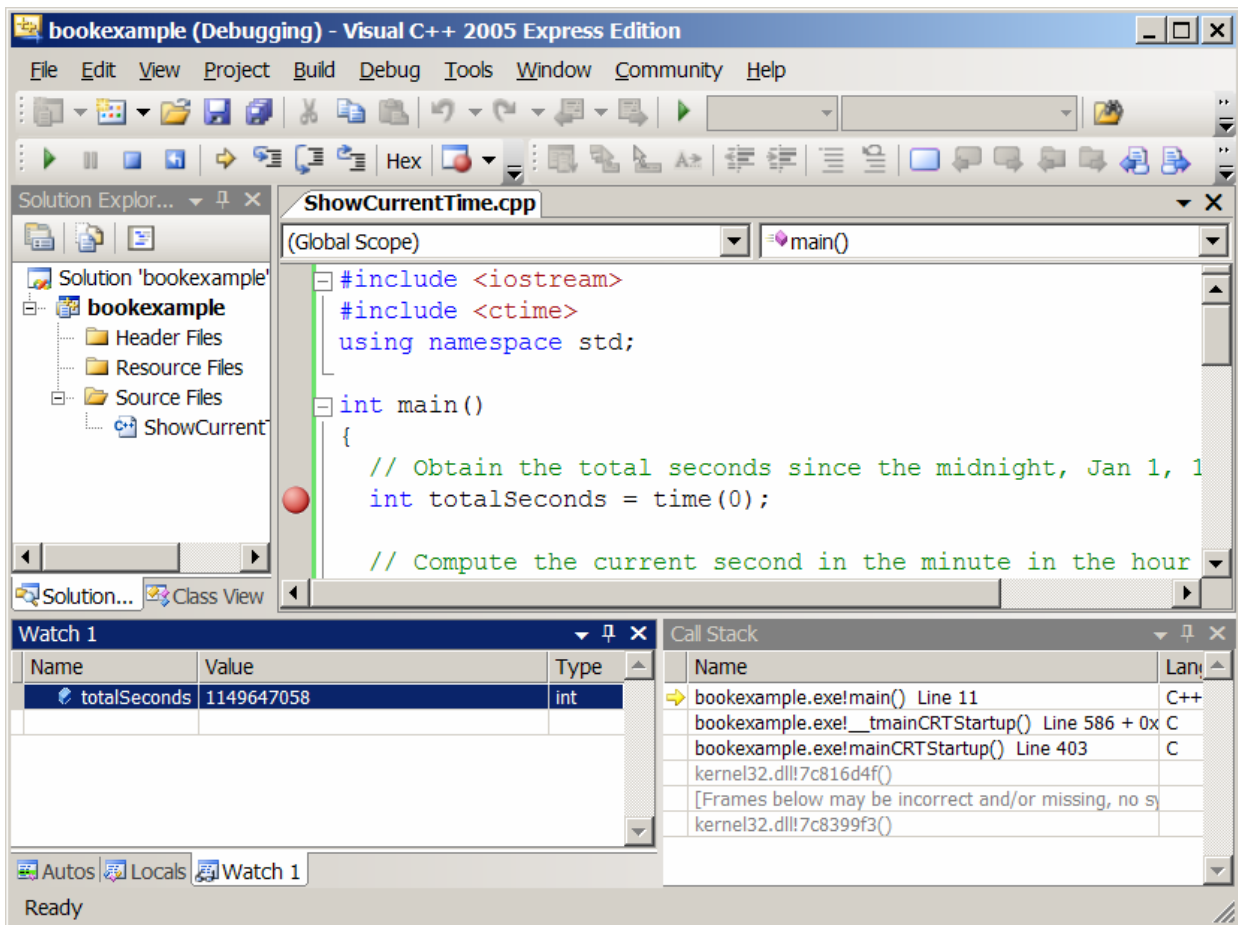 bookexample (Debugging) - Visual C++ 2005 Express Edition
File Edit View Project Build Debug Tools Window Community Help
Hex
Solution Explor...
ShowCurrentTime.cpp
(Global Scope)
main()
Solution 'bookexample'
bookexample
Header Files
Resource Files
Source Files
ShowCurrentT
#include <iostream>
#include <ctime>
using namespace std;
int main()
{
// Obtain the total seconds since the midnight, Jan 1, 1
int totalSeconds = time(0);
// Compute the current second in the minute in the hour
Solution... Class View
Watch 1
Name Value Type
totalSeconds 1149647058 int
Autos Locals Watch 1
Call Stack
Name Lang
bookexample.exe!main() Line 11 C++
bookexample.exe!__tmainCRTStartup() Line 586 + 0x C
bookexample.exe!mainCRTStartup() Line 403 C
kernel32.dll!7c816d4f()
[Frames below may be incorrect and/or missing, no sy
kernel32.dll!7c8399f3()
Ready